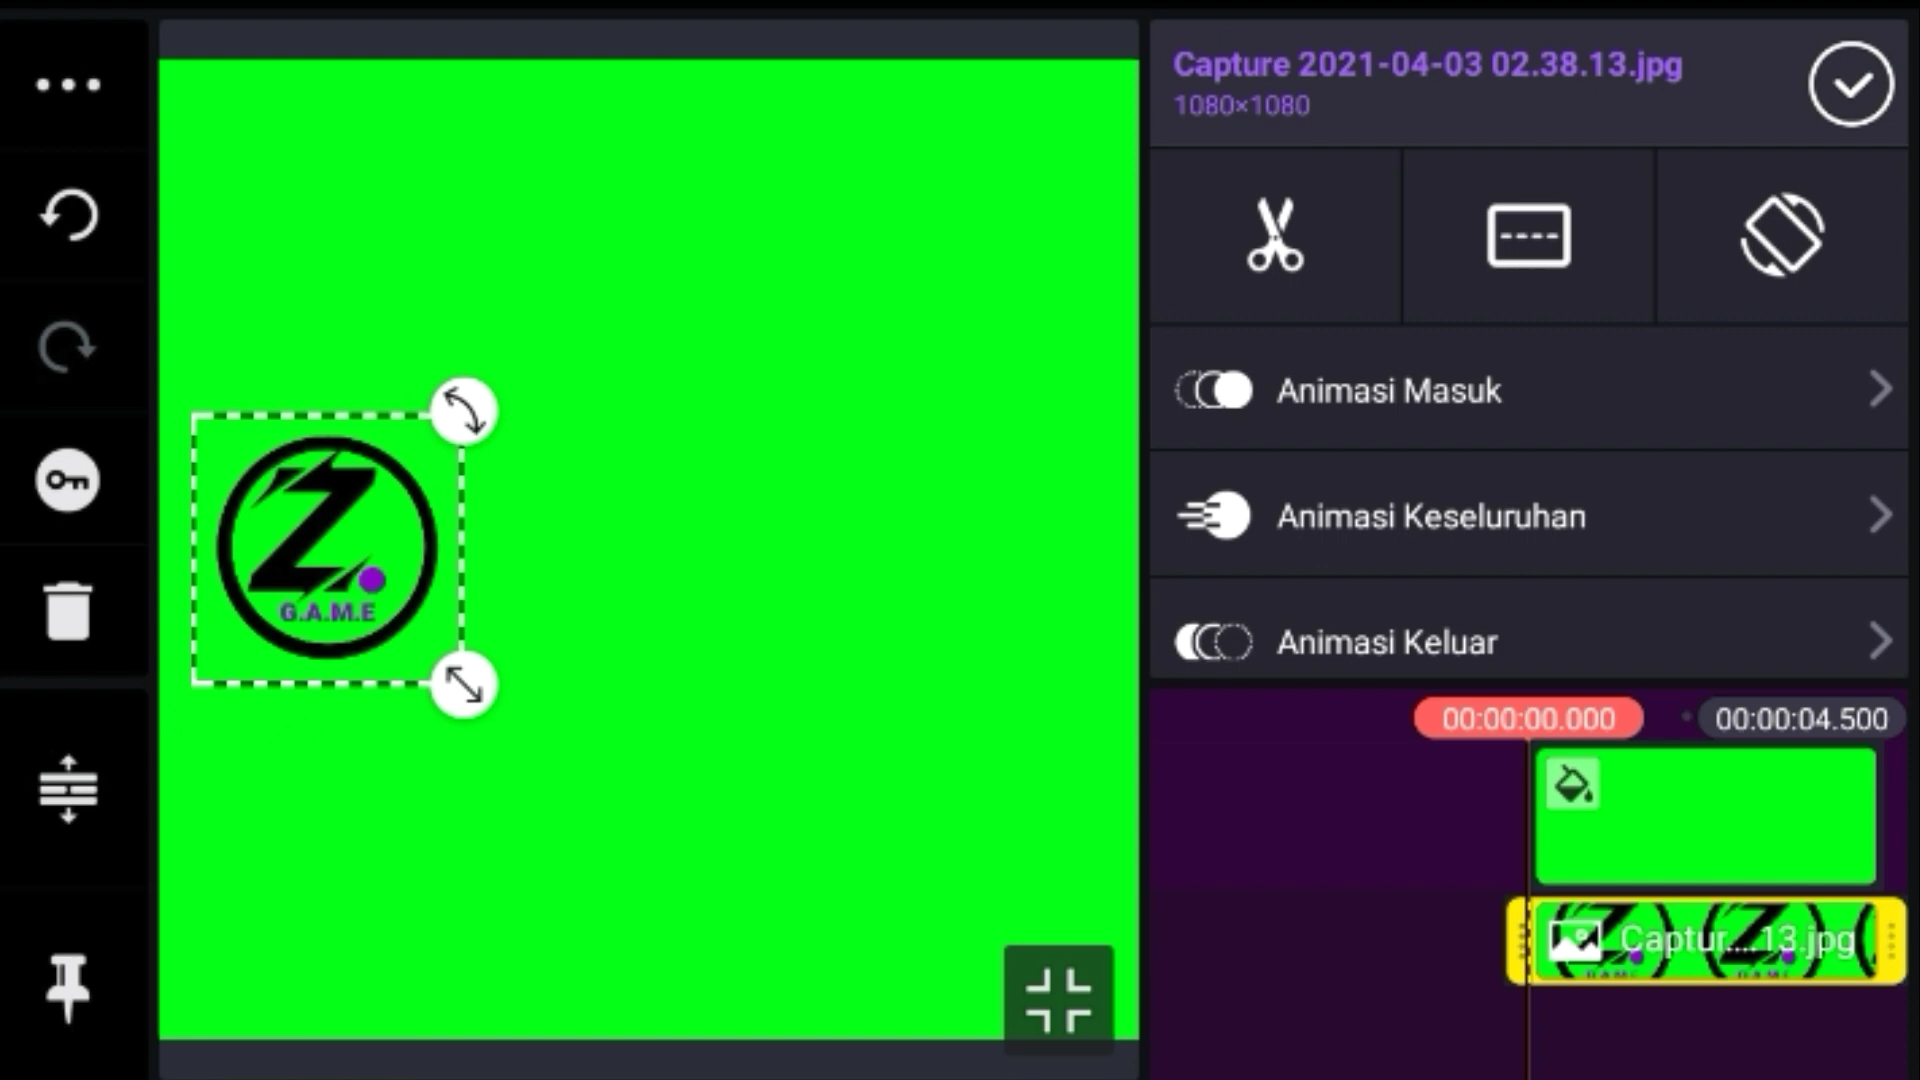 Capture 2021-04-03 02.38.13.jpg
1080×1080
Animasi Masuk
Animasi Keseluruhan
Animasi Keluar
Z.
G.A.M.E
00:00:00.000
00:00:04.500
Captur....13.jpg